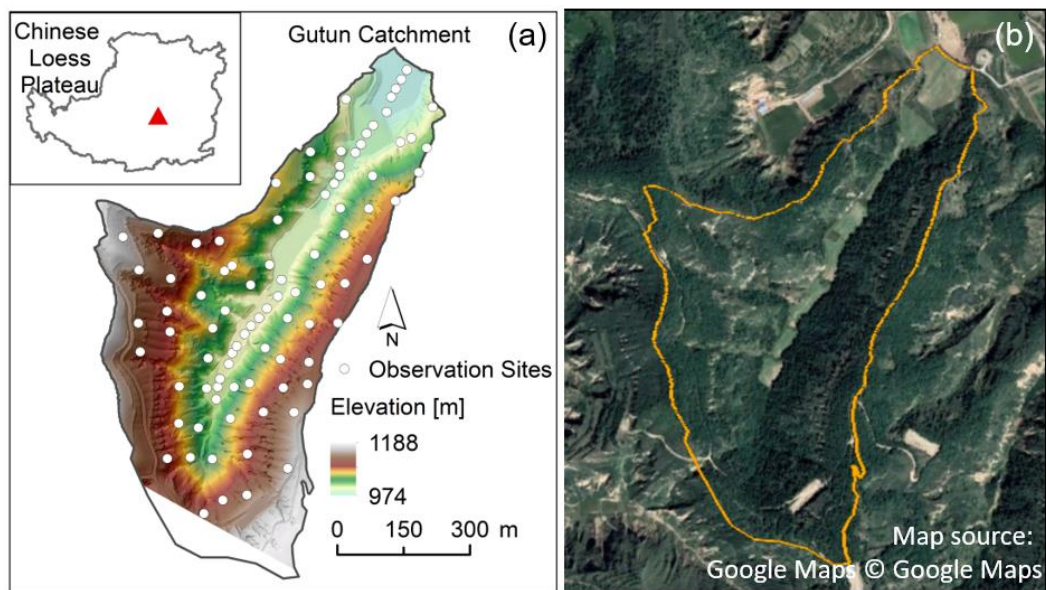 Chinese
Loess
Plateau
Gutun Catchment
(a)
N
Observation Sites
Elevation [m]
1188
974
0 150 300 m
(b)
Map source:
Google Maps © Google Maps